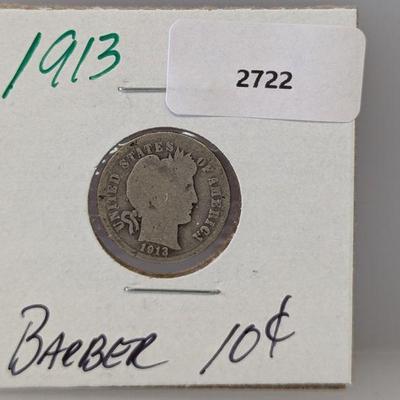 1913
2722
UNITED STATES OF AMERICA
1913
BARBER 10¢